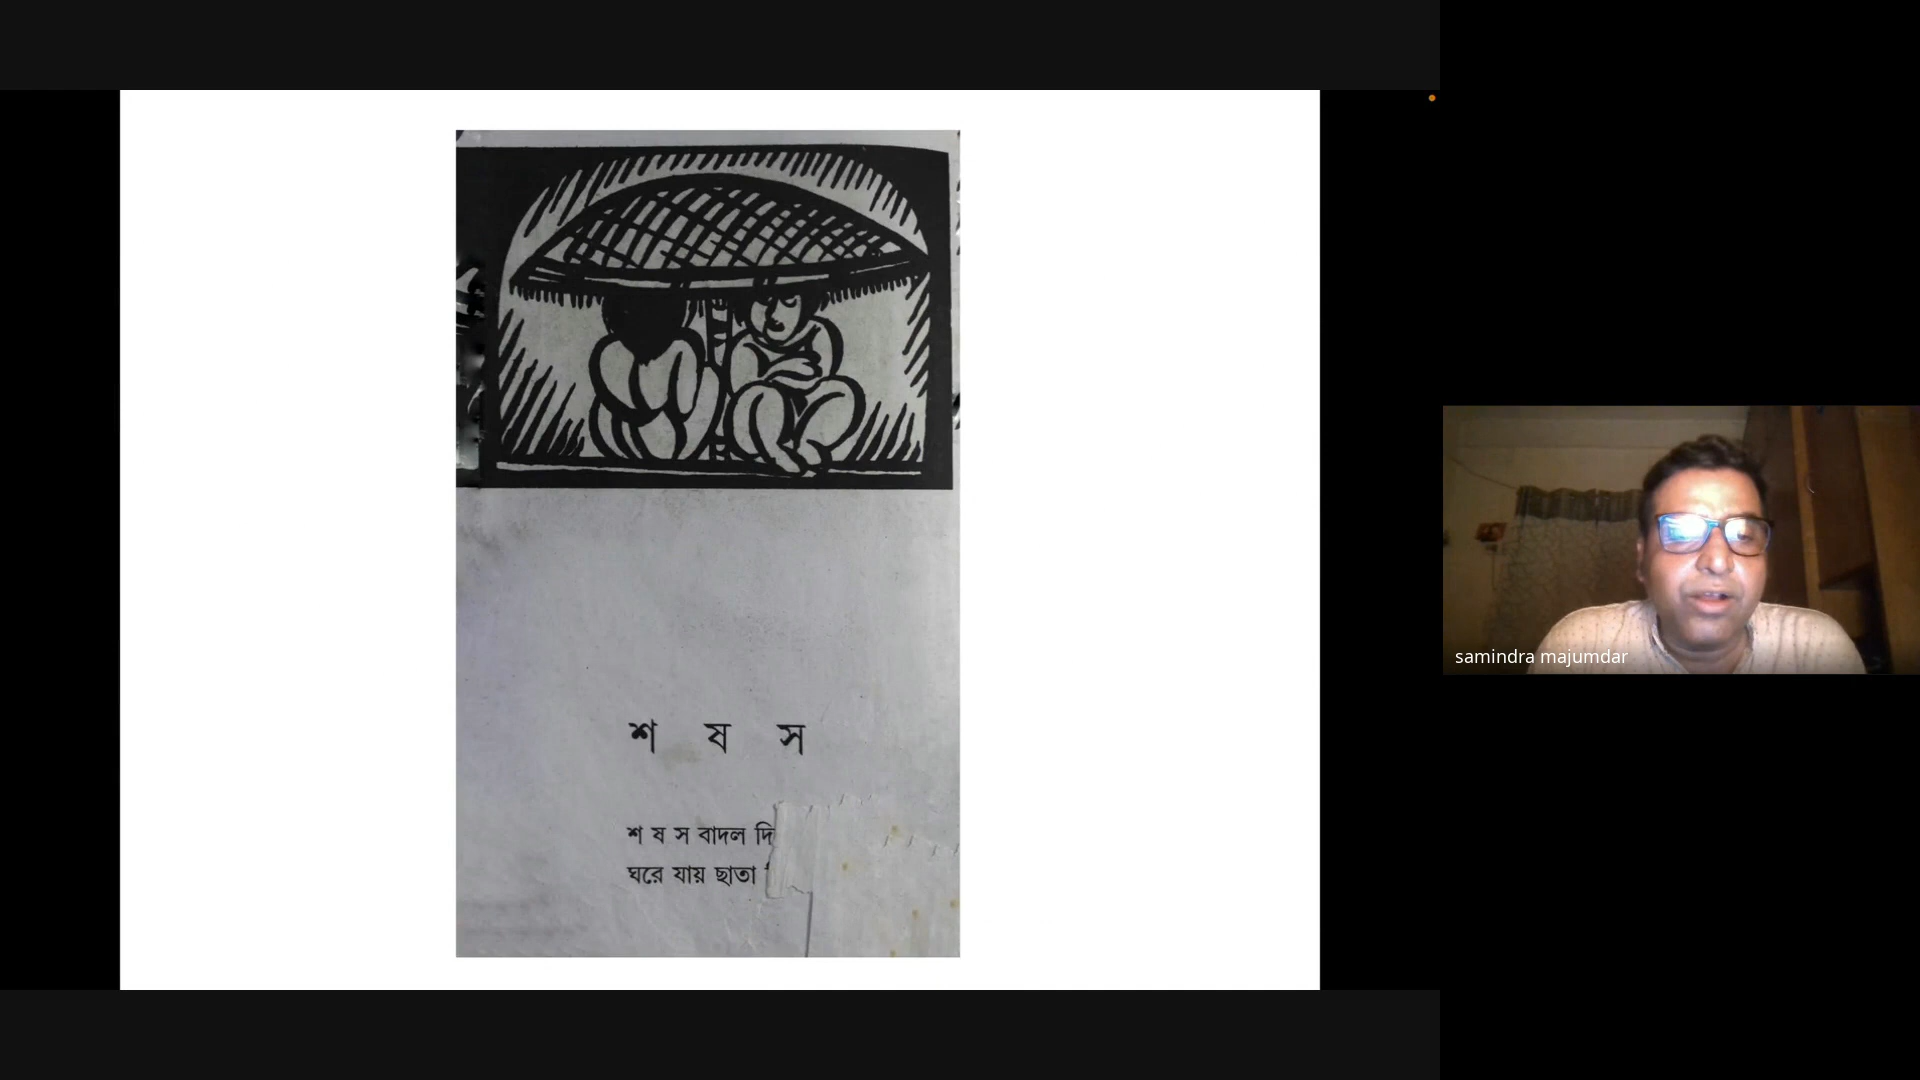 শ ষ স
শ ষ স বাদল দি
ঘরে যায় ছাতা
samindra majumdar